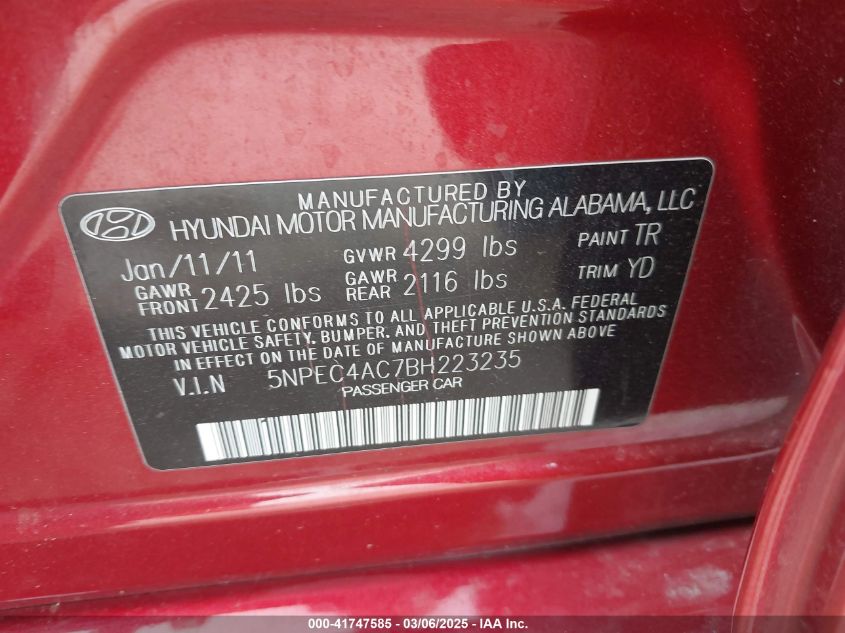 MANUFACTURED BY
HYUNDAI MOTOR MANUFACTURING ALABAMA, LLC
Jan/11/11 GVWR 4299 lbs PAINT TR
GAWR FRONT 2425 lbs GAWR REAR 2116 lbs TRIM YD
THIS VEHICLE CONFORMS TO ALL APPLICABLE U.S.A. FEDERAL
MOTOR VEHICLE SAFETY, BUMPER, AND THEFT PREVENTION STANDARDS
IN EFFECT ON THE DATE OF MANUFACTURE SHOWN ABOVE
V.I.N 5NPEC4AC7BH223235
PASSENGER CAR
000-41747585 - 03/06/2025 - IAA Inc.